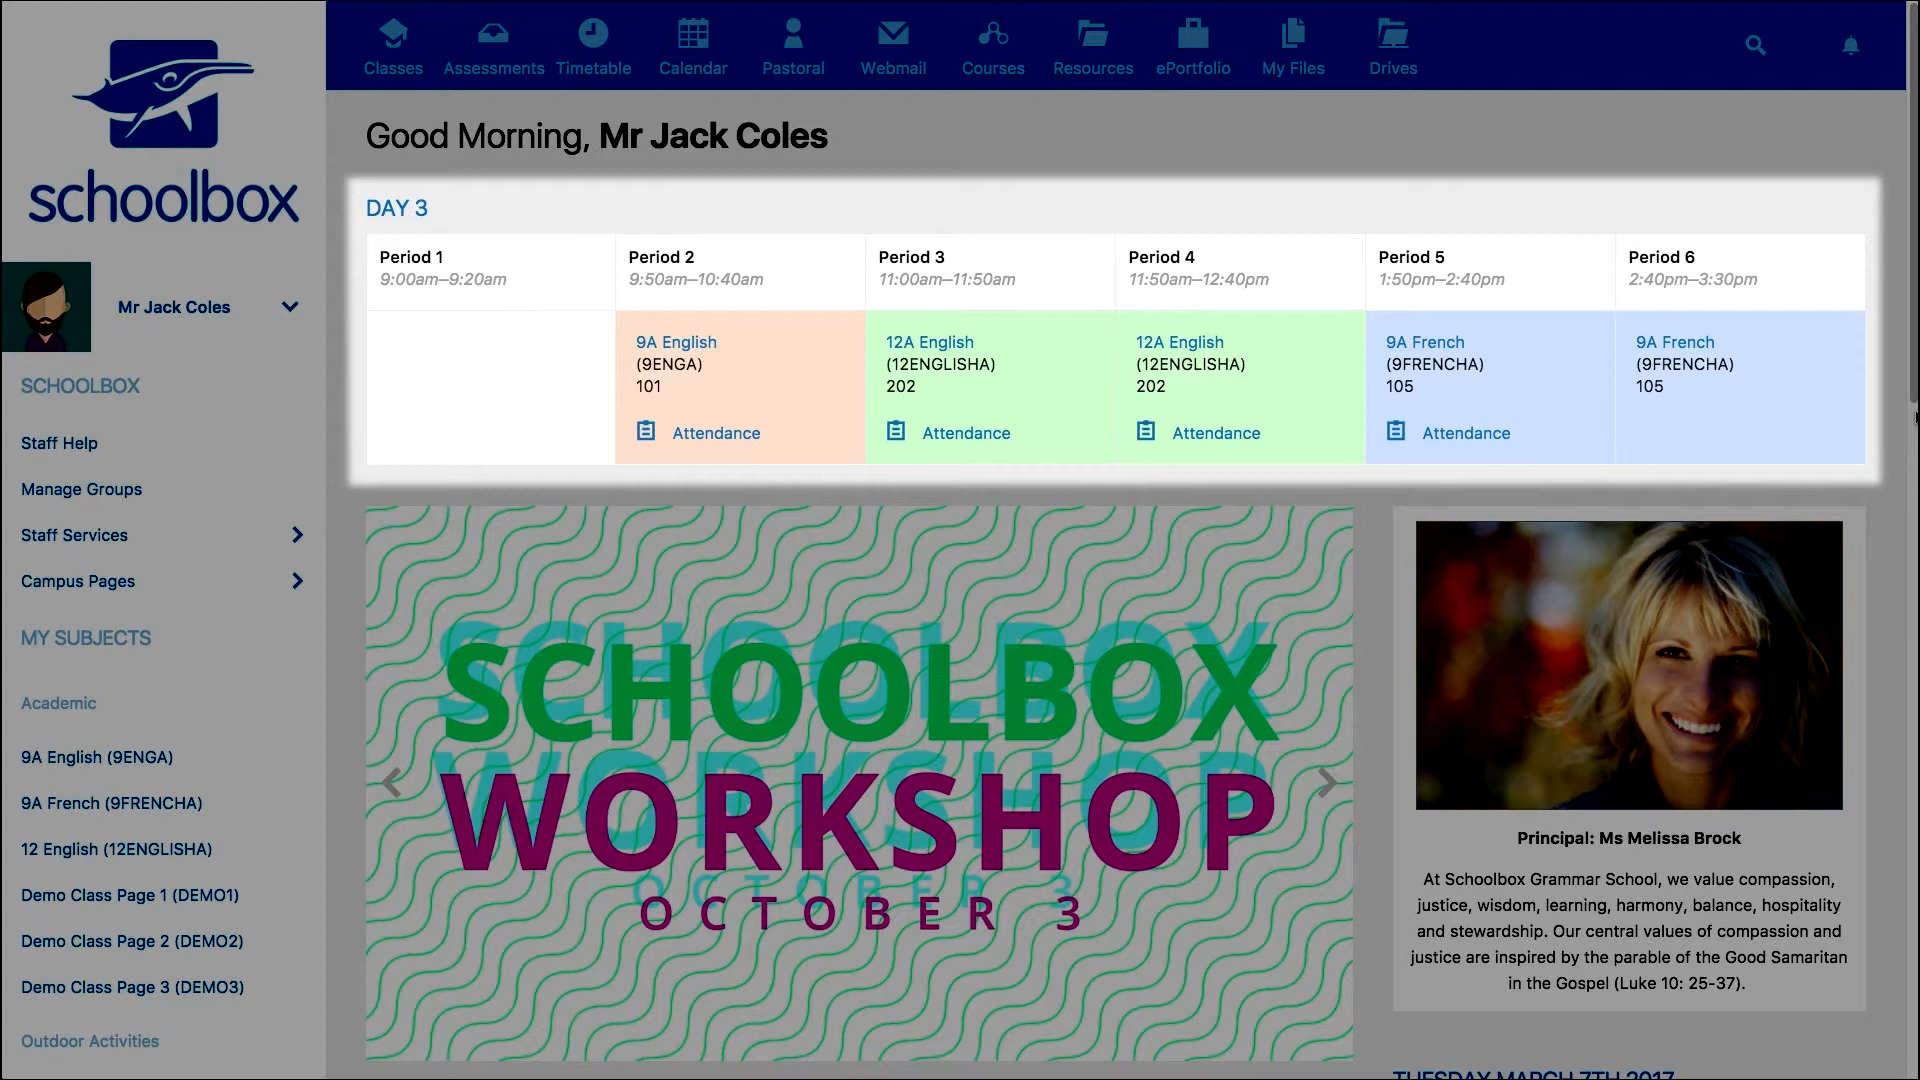 schoolbox
Classes
Assessments
Timetable
Calendar
Pastoral
Webmail
Courses
Resources
ePortfolio
My Files
Drives
Good Morning, Mr Jack Coles
Mr Jack Coles
SCHOOLBOX
Staff Help
Manage Groups
Staff Services
Campus Pages
MY SUBJECTS
Academic
9A English (9ENGA)
9A French (9FRENCHA)
12 English (12ENGLISHA)
Demo Class Page 1 (DEMO1)
Demo Class Page 2 (DEMO2)
Demo Class Page 3 (DEMO3)
Outdoor Activities
DAY 3
Period 1
9:00am–9:20am
Period 2
9:50am–10:40am
Period 3
11:00am–11:50am
Period 4
11:50am–12:40pm
Period 5
1:50pm–2:40pm
Period 6
2:40pm–3:30pm
9A English
(9ENGA)
101
Attendance
12A English
(12ENGLISHA)
202
Attendance
12A English
(12ENGLISHA)
202
Attendance
9A French
(9FRENCHA)
105
Attendance
9A French
(9FRENCHA)
105
SCHOOLBOX
WORKSHOP
OCTOBER 3
Principal: Ms Melissa Brock
At Schoolbox Grammar School, we value compassion,
justice, wisdom, learning, harmony, balance, hospitality
and stewardship. Our central values of compassion and
justice are inspired by the parable of the Good Samaritan
in the Gospel (Luke 10: 25-37).
TUESDAY MARCH 7TH 2017